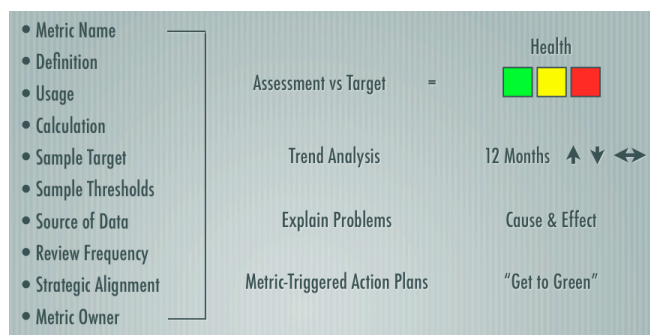 • Metric Name
• Definition
• Usage
• Calculation
• Sample Target
• Sample Thresholds
• Source of Data
• Review Frequency
• Strategic Alignment
• Metric Owner
Health
Assessment vs Target =
Trend Analysis 12 Months
Explain Problems Cause & Effect
Metric-Triggered Action Plans “Get to Green”